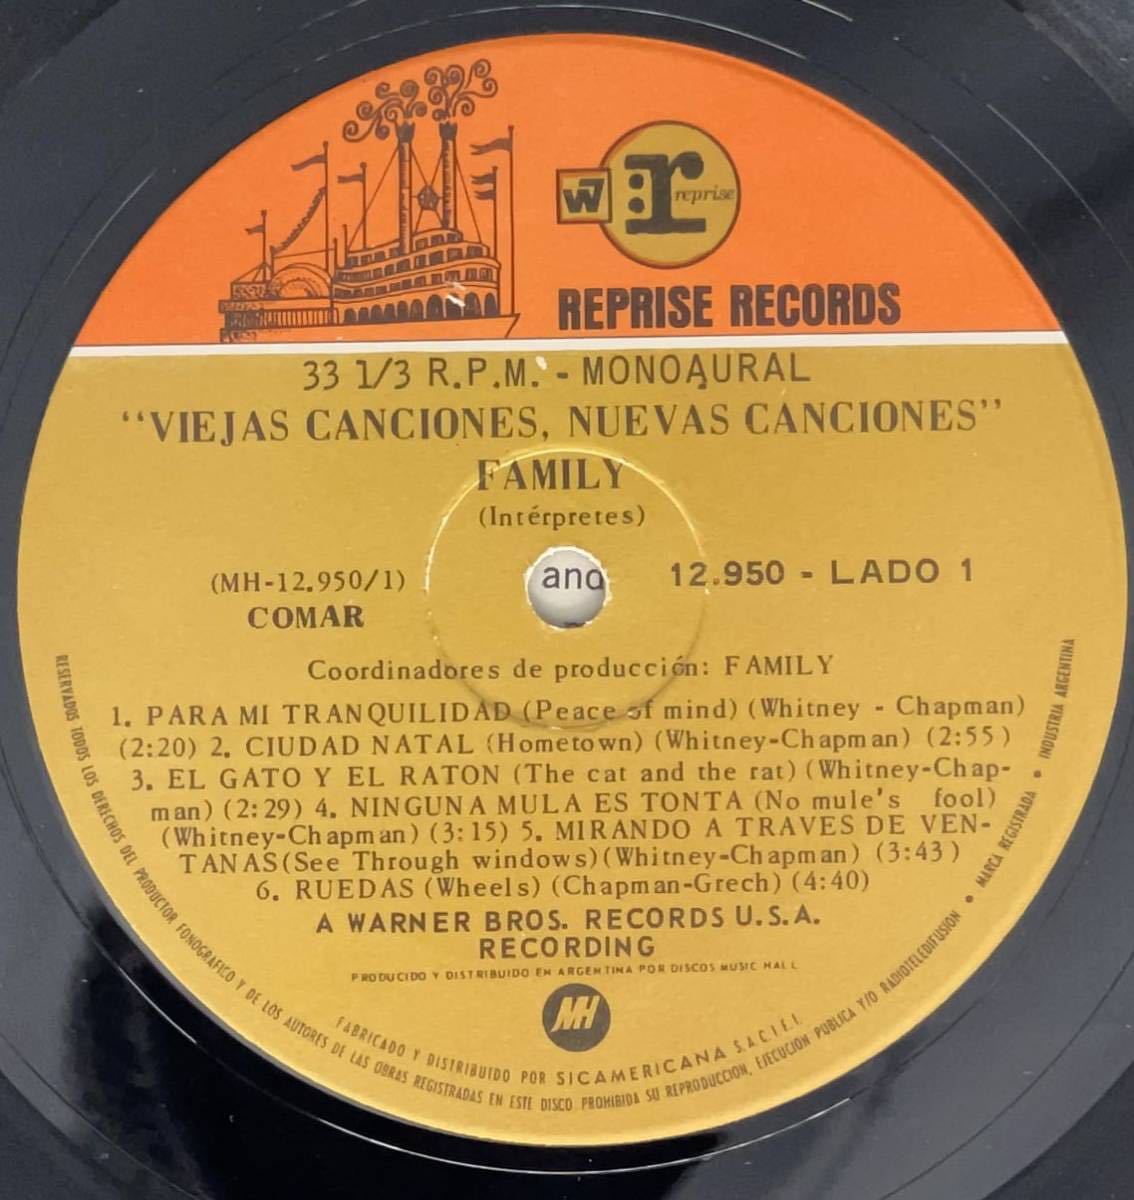 W7 r reprise
REPRISE RECORDS
33 1/3 R.P.M. - MONOAURAL
"VIEJAS CANCIONES, NUEVAS CANCIONES"
FAMILY
(Intérpretes)
(MH-12.950/1)
COMAR
and
12.950 - LADO 1
Coordinadores de producción: FAMILY
1. PARA MI TRANQUILIDAD (Peace of mind) (Whitney - Chapman)
(2:20) 2. CIUDAD NATAL (Hometown) (Whitney-Chapman) (2:55)
3. EL GATO Y EL RATON (The cat and the rat) (Whitney-Chap-
man) (2:29) 4. NINGUNA MULA ES TONTA (No mule's fool)
(Whitney-Chapman) (3:15) 5. MIRANDO A TRAVES DE VEN-
TANAS (See Through windows) (Whitney-Chapman) (3:43)
6. RUEDAS (Wheels) (Chapman-Grech) (4:40)
A WARNER BROS. RECORDS U.S.A.
RECORDING
PRODUCIDO Y DISTRIBUIDO EN ARGENTINA POR DISCOS MUSIC HALL
MH
FABRICADO Y DISTRIBUIDO POR SICAMERICANA S.A.C.I.F.I.
RESERVADOS TODOS LOS DERECHOS DEL PRODUCTOR FONOGRAFICO Y DE LOS AUTORES DE LAS OBRAS REGISTRADAS EN ESTE DISCO PROHIBIDA SU REPRODUCCION, EJECUCION PUBLICA Y/O RADIOTELEDIFUSION • MARCA REGISTRADA • INDUSTRIA ARGENTINA